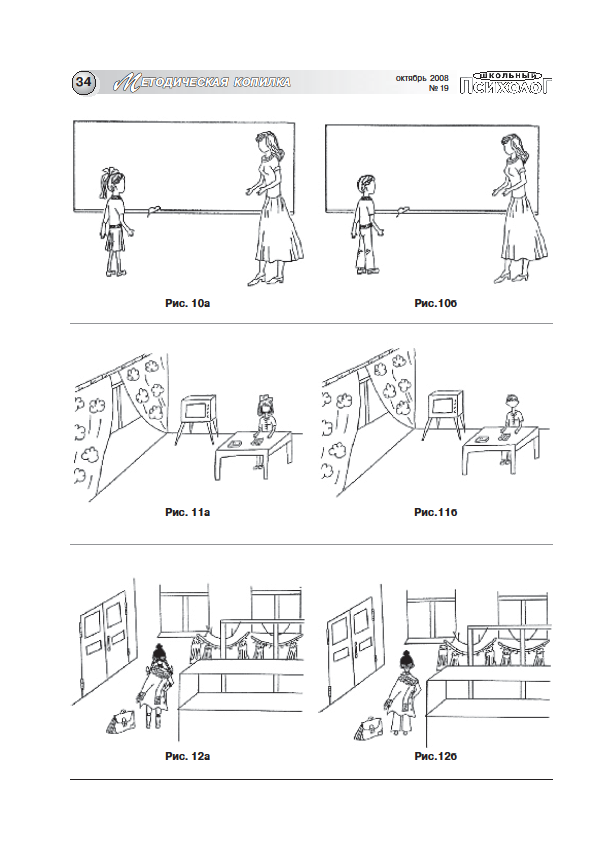 34 МЕТОДИЧЕСКАЯ КОПИЛКА
октябрь 2008
№ 19
ШКОЛЬНЫЙ
ПСИХОЛОГ
Рис. 10а
Рис.10б
Рис. 11а
Рис.11б
Рис. 12а
Рис.12б